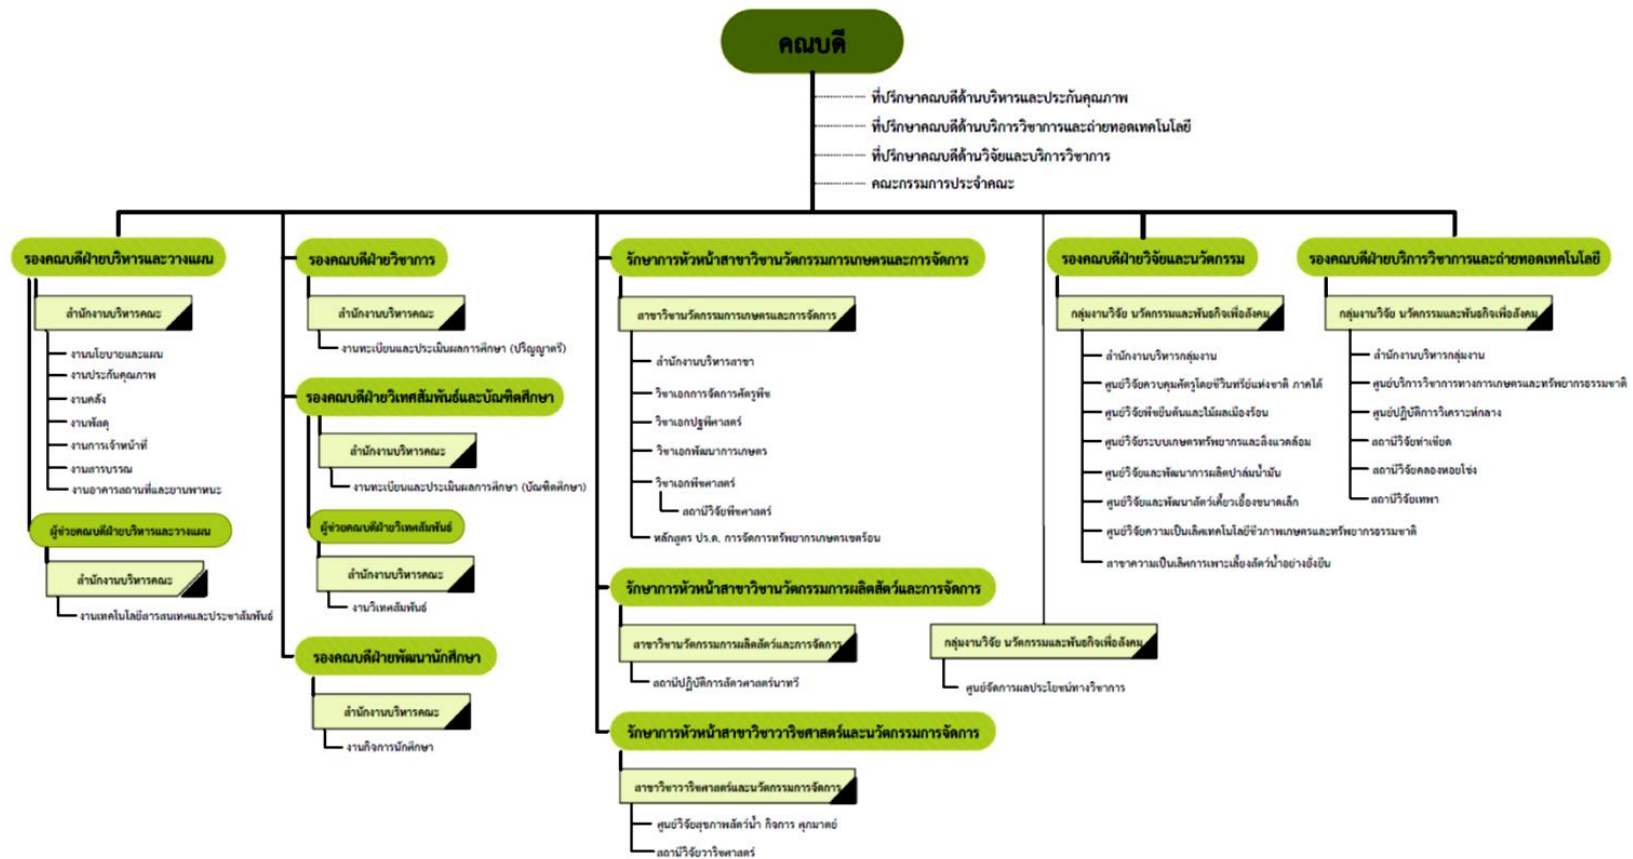 คณบดี
ที่ปรึกษาคณบดีด้านบริหารและประกันคุณภาพ
ที่ปรึกษาคณบดีด้านบริการวิชาการและถ่ายทอดเทคโนโลยี
ที่ปรึกษาคณบดีด้านวิจัยและบริการวิชาการ
คณะกรรมการประจำคณะ
รองคณบดีฝ่ายบริหารและวางแผน
สำนักงานบริหารคณะ
งานนโยบายและแผน
งานประกันคุณภาพ
งานคลัง
งานพัสดุ
งานการเจ้าหน้าที่
งานสารบรรณ
งานอาคารสถานที่และยานพาหนะ
ผู้ช่วยคณบดีฝ่ายบริหารและวางแผน
สำนักงานบริหารคณะ
งานเทคโนโลยีสารสนเทศและประชาสัมพันธ์
รองคณบดีฝ่ายวิชาการ
สำนักงานบริหารคณะ
งานทะเบียนและประเมินผลการศึกษา (ปริญญาตรี)
รองคณบดีฝ่ายวิเทศสัมพันธ์และบัณฑิตศึกษา
สำนักงานบริหารคณะ
งานทะเบียนและประเมินผลการศึกษา (บัณฑิตศึกษา)
ผู้ช่วยคณบดีฝ่ายวิเทศสัมพันธ์
สำนักงานบริหารคณะ
งานวิเทศสัมพันธ์
รองคณบดีฝ่ายพัฒนานักศึกษา
สำนักงานบริหารคณะ
งานกิจการนักศึกษา
รักษาการหัวหน้าสาขาวิชานวัตกรรมการเกษตรและการจัดการ
สาขาวิชานวัตกรรมการเกษตรและการจัดการ
สำนักงานบริหารสาขา
วิชาเอกการจัดการศัตรูพืช
วิชาเอกปฐพีศาสตร์
วิชาเอกพัฒนาการเกษตร
วิชาเอกพืชศาสตร์
สถานีวิจัยพืชศาสตร์
หลักสูตร ปร.ด. การจัดการทรัพยากรเกษตรเขตร้อน
รักษาการหัวหน้าสาขาวิชานวัตกรรมการผลิตสัตว์และการจัดการ
สาขาวิชานวัตกรรมการผลิตสัตว์และการจัดการ
สถานีปฏิบัติการสัตวศาสตร์นาทวี
รักษาการหัวหน้าสาขาวิชาวาริชศาสตร์และนวัตกรรมการจัดการ
สาขาวิชาวาริชศาสตร์และนวัตกรรมการจัดการ
ศูนย์วิจัยสุขภาพสัตว์น้ำ กิจการ ศุภมาตย์
สถานีวิจัยวาริชศาสตร์
กลุ่มงานวิจัย นวัตกรรมและพันธกิจเพื่อสังคม
ศูนย์จัดการผลประโยชน์ทางวิชาการ
รองคณบดีฝ่ายวิจัยและนวัตกรรม
กลุ่มงานวิจัย นวัตกรรมและพันธกิจเพื่อสังคม
สำนักงานบริหารกลุ่มงาน
ศูนย์วิจัยควบคุมศัตรูโดยชีวินทรีย์แห่งชาติ ภาคใต้
ศูนย์วิจัยพืชยืนต้นและไม้ผลเมืองร้อน
ศูนย์วิจัยระบบเกษตรทรัพยากรและสิ่งแวดล้อม
ศูนย์วิจัยและพัฒนาการผลิตปาล์มน้ำมัน
ศูนย์วิจัยและพัฒนาสัตว์เคี้ยวเอื้องขนาดเล็ก
ศูนย์วิจัยความเป็นเลิศเทคโนโลยีชีวภาพเกษตรและทรัพยากรธรรมชาติ
สาขาความเป็นเลิศการเพาะเลี้ยงสัตว์น้ำอย่างยั่งยืน
รองคณบดีฝ่ายบริการวิชาการและถ่ายทอดเทคโนโลยี
กลุ่มงานวิจัย นวัตกรรมและพันธกิจเพื่อสังคม
สำนักงานบริหารกลุ่มงาน
ศูนย์บริการวิชาการทางการเกษตรและทรัพยากรธรรมชาติ
ศูนย์ปฏิบัติการวิเคราะห์กลาง
สถานีวิจัยท่าเชียด
สถานีวิจัยคลองหอยโข่ง
สถานีวิจัยเทพา